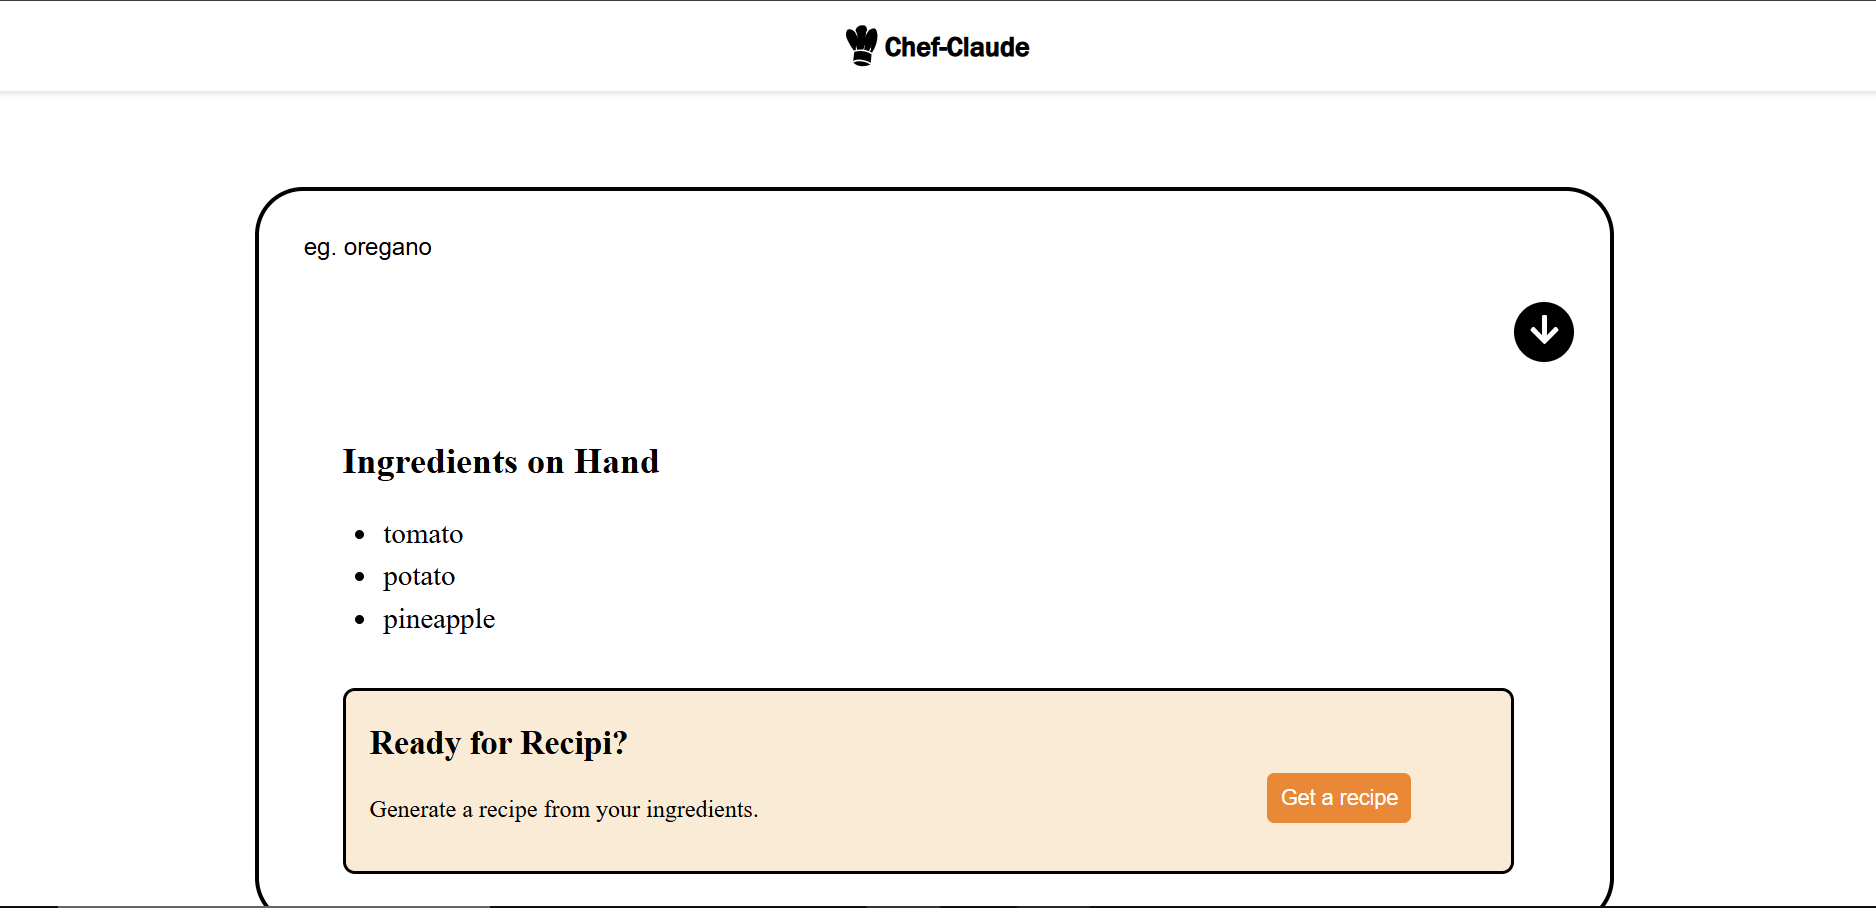 Chef-Claude
eg. oregano
Ingredients on Hand
tomato
potato
pineapple
Ready for Recipi?
Generate a recipe from your ingredients.
Get a recipe